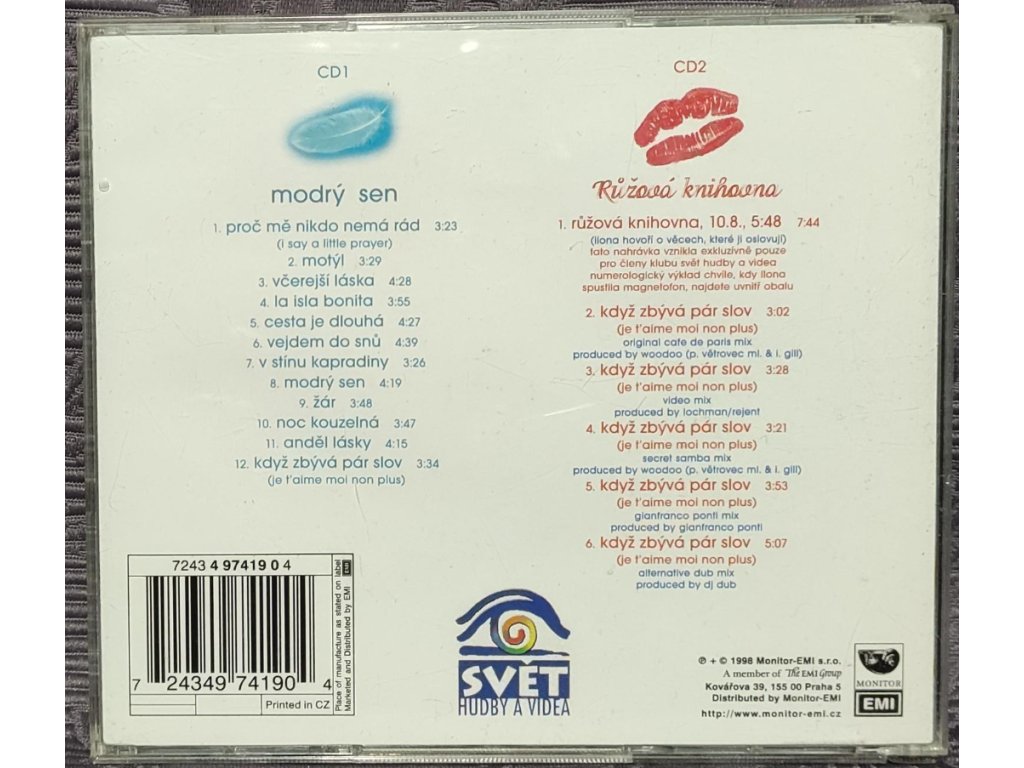 CD1
modrý sen
1. proč mě nikdo nemá rád 3:23
(i say a little prayer)
2. motýl 3:29
3. včerejší láska 4:28
4. la isla bonita 3:55
5. cesta je dlouhá 4:27
6. vejdem do snů 4:39
7. v stínu kapradiny 3:26
8. modrý sen 4:19
9. žár 3:48
10. noc kouzelná 3:47
11. anděl lásky 4:15
12. když zbývá pár slov 3:34
(je t'aime moi non plus)
CD2
Růžová knihovna
1. růžová knihovna, 10.8., 5:48 7:44
(ilona hovoří o věcech, které ji oslovují)
tato nahrávka vznikla exkluzívně pouze
pro členy klubu svět hudby a videa
numerologický výklad chvíle, kdy ilona
spustila magnetofon, najdete uvnitř obalu
2. když zbývá pár slov 3:02
(je t'aime moi non plus)
original cafe de paris mix
produced by woodoo (p. větrovec ml. & i. gill)
3. když zbývá pár slov 3:28
(je t'aime moi non plus)
video mix
produced by lochman/rejent
4. když zbývá pár slov 3:21
(je t'aime moi non plus)
secret samba mix
produced by woodoo (p. větrovec ml. & i. gill)
5. když zbývá pár slov 3:53
(je t'aime moi non plus)
gianfranco ponti mix
produced by gianfranco ponti
6. když zbývá pár slov 5:07
(je t'aime moi non plus)
alternative dub mix
produced by dj dub
7243 4 97419 0 4
7 24349 74190 4
Printed in CZ
Place of manufacture as stated on label
Marketed and Distributed by EMI
SVĚT
HUDBY A VIDEA
℗ + © 1998 Monitor-EMI s.r.o.
A member of The EMI Group
Kovářova 39, 155 00 Praha 5
Distributed by Monitor-EMI
http://www.monitor-emi.cz
MONITOR
EMI